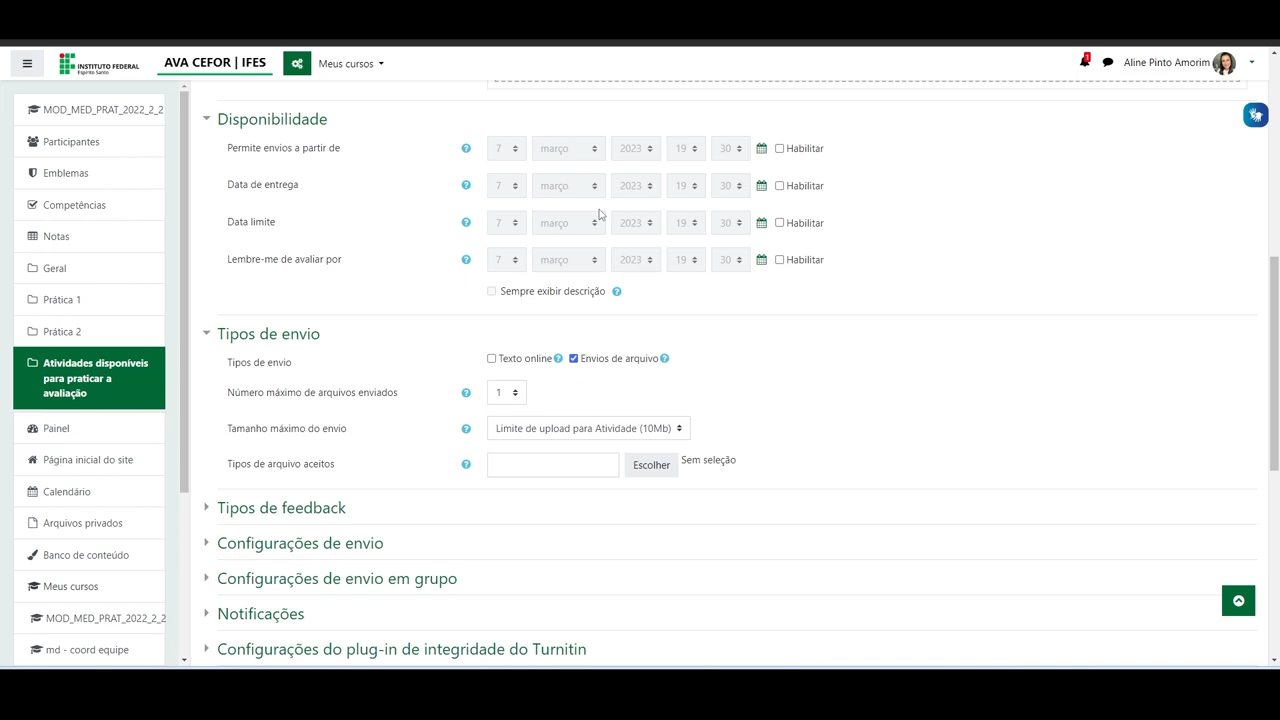 INSTITUTO FEDERAL
Espírito Santo
AVA CEFOR | IFES
Meus cursos
1
Aline Pinto Amorim
MOD_MED_PRAT_2022_2_2
Participantes
Emblemas
Competências
Notas
Geral
Prática 1
Prática 2
Atividades disponíveis
para praticar a
avaliação
Painel
Página inicial do site
Calendário
Arquivos privados
Banco de conteúdo
Meus cursos
MOD_MED_PRAT_2022_2_2
md - coord equipe
Disponibilidade
Permite envios a partir de ? 7 março 2023 19 30 Habilitar
Data de entrega ? 7 março 2023 19 30 Habilitar
Data limite ? 7 março 2023 19 30 Habilitar
Lembre-me de avaliar por ? 7 março 2023 19 30 Habilitar
Sempre exibir descrição ?
Tipos de envio
Tipos de envio Texto online ? Envios de arquivo ?
Número máximo de arquivos enviados ? 1
Tamanho máximo do envio ? Limite de upload para Atividade (10Mb)
Tipos de arquivo aceitos ? Escolher Sem seleção
Tipos de feedback
Configurações de envio
Configurações de envio em grupo
Notificações
Configurações do plug-in de integridade do Turnitin